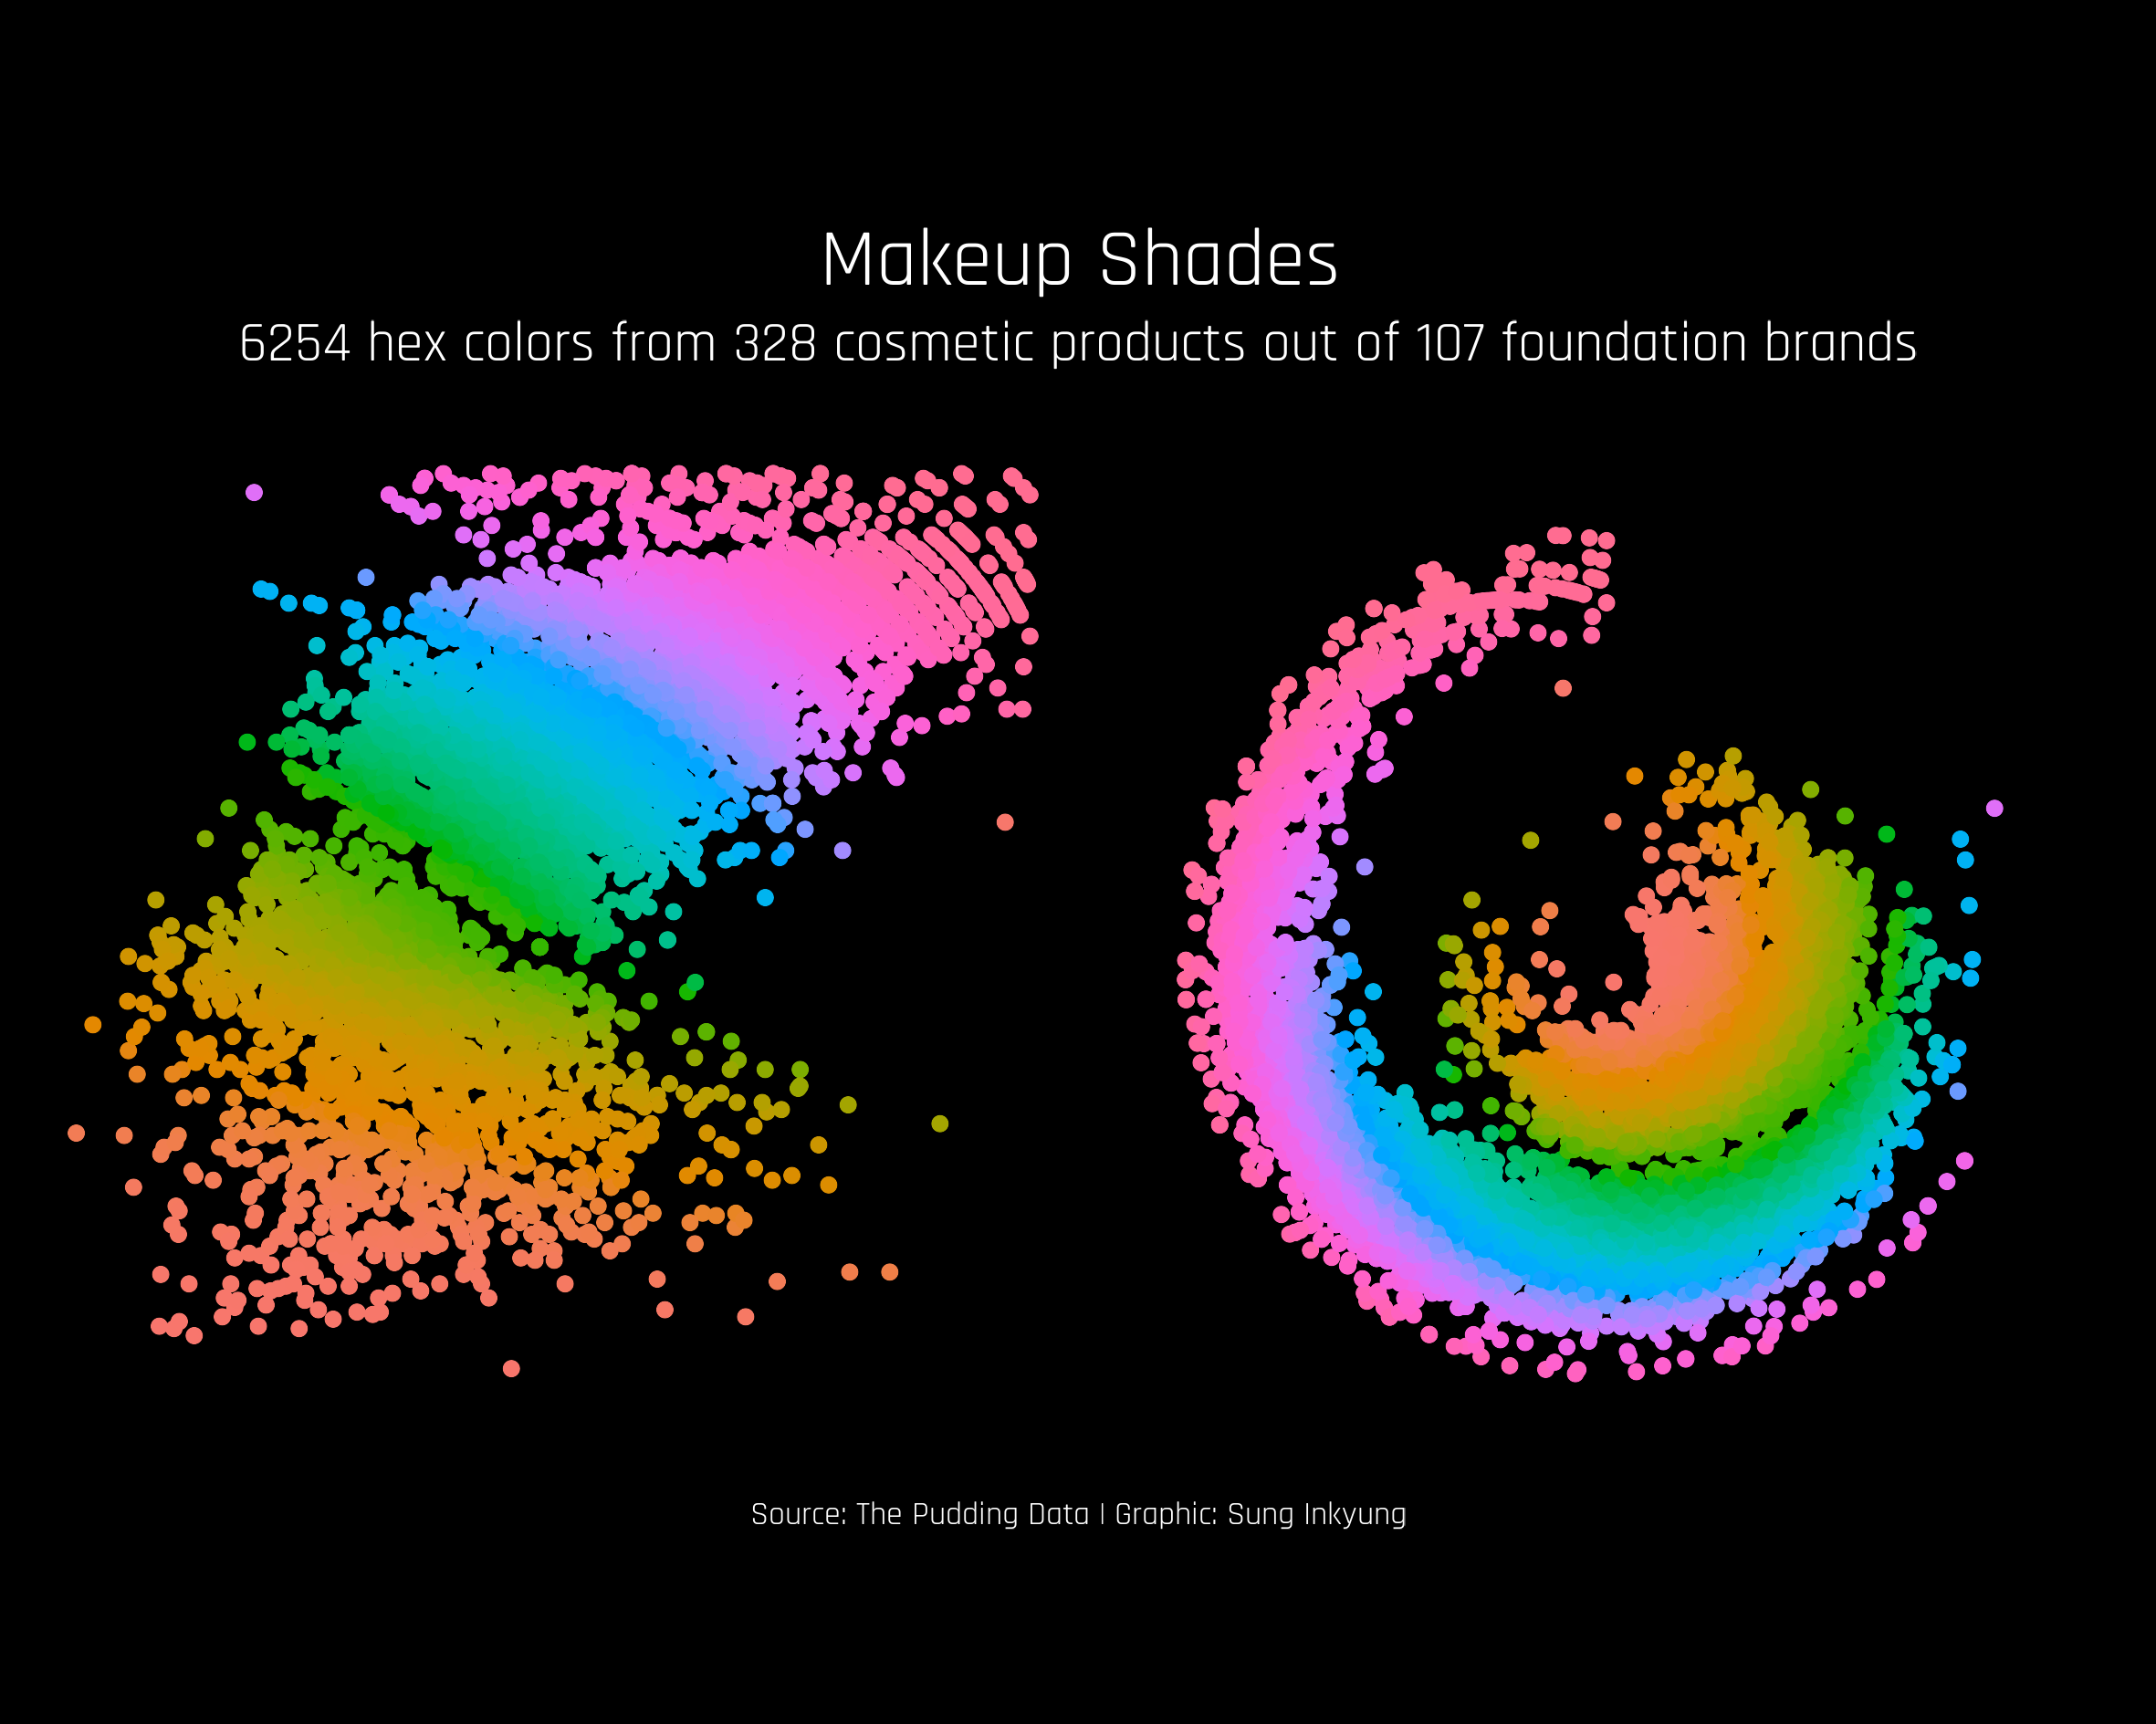 Makeup Shades
6254 hex colors from 328 cosmetic products out of 107 foundation brands
Source: The Pudding Data | Graphic: Sung Inkyung